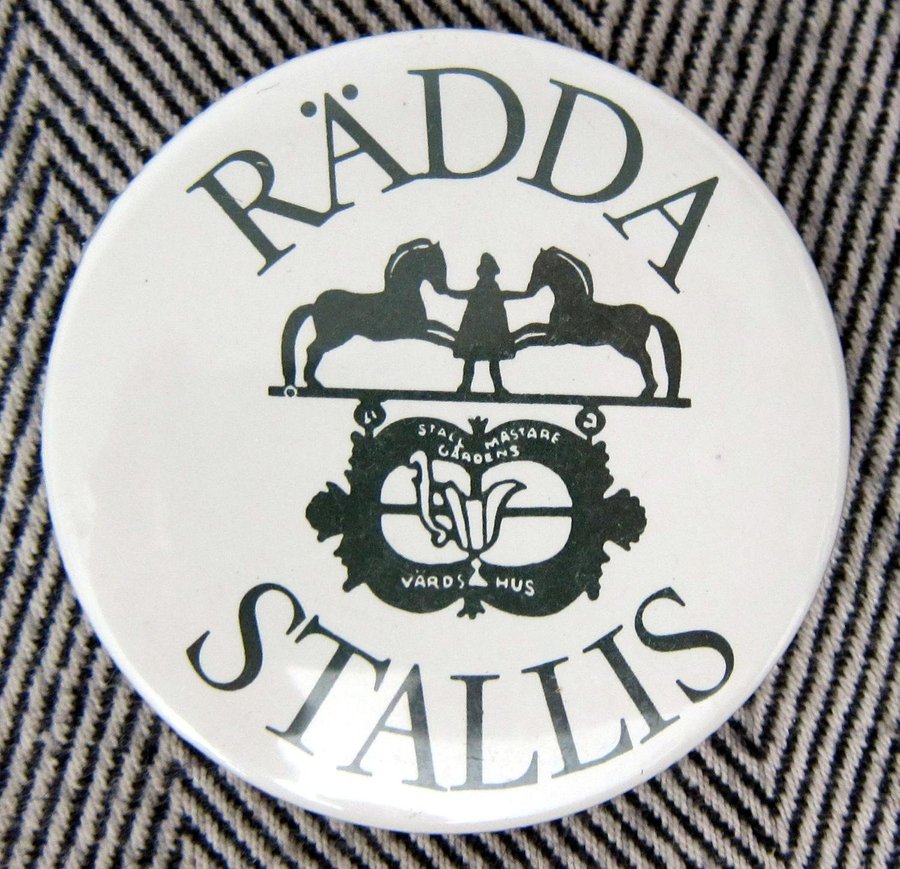 RÄDDA
STALL MÄSTARE
GÅRDENS
VÄRDS HUS
STALLIS